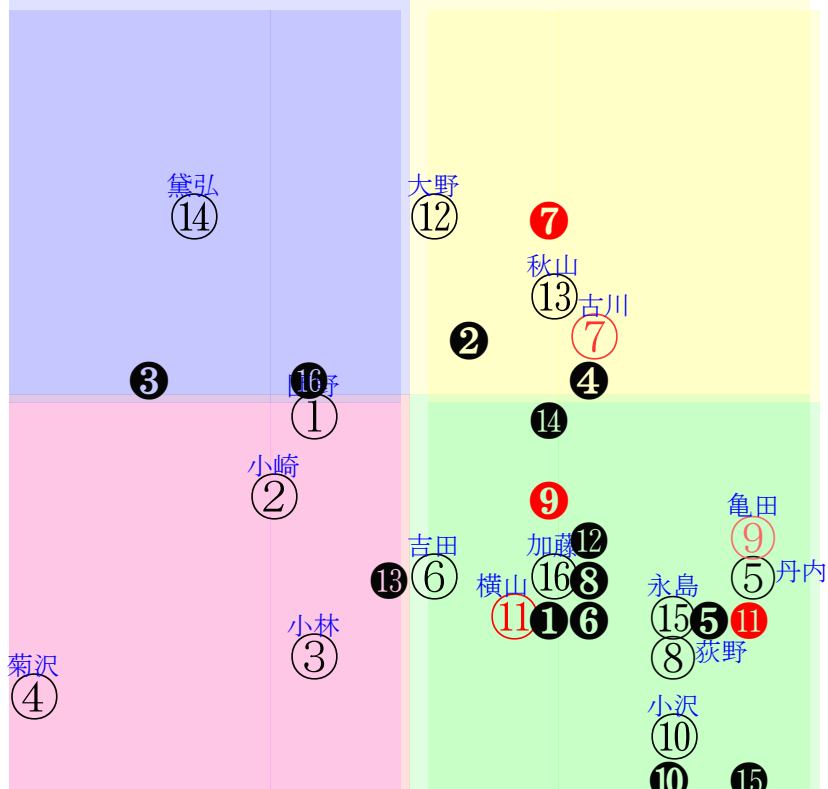 黛弘
⑭
大野
⑫
❼
秋山
⑬
古川
⑦
❷
❸
⓰
野
❹
①
⓮
小崎
②
❾
亀田
⑨
吉田
⑥
加藤
⑯
⓬
⓭
❽
⑤
丹内
横山
⑪
❶
❻
永島
⑮
❺
⓫
小林
③
⑧
荻野
菊沢
④
小沢
⑩
❿
⓯